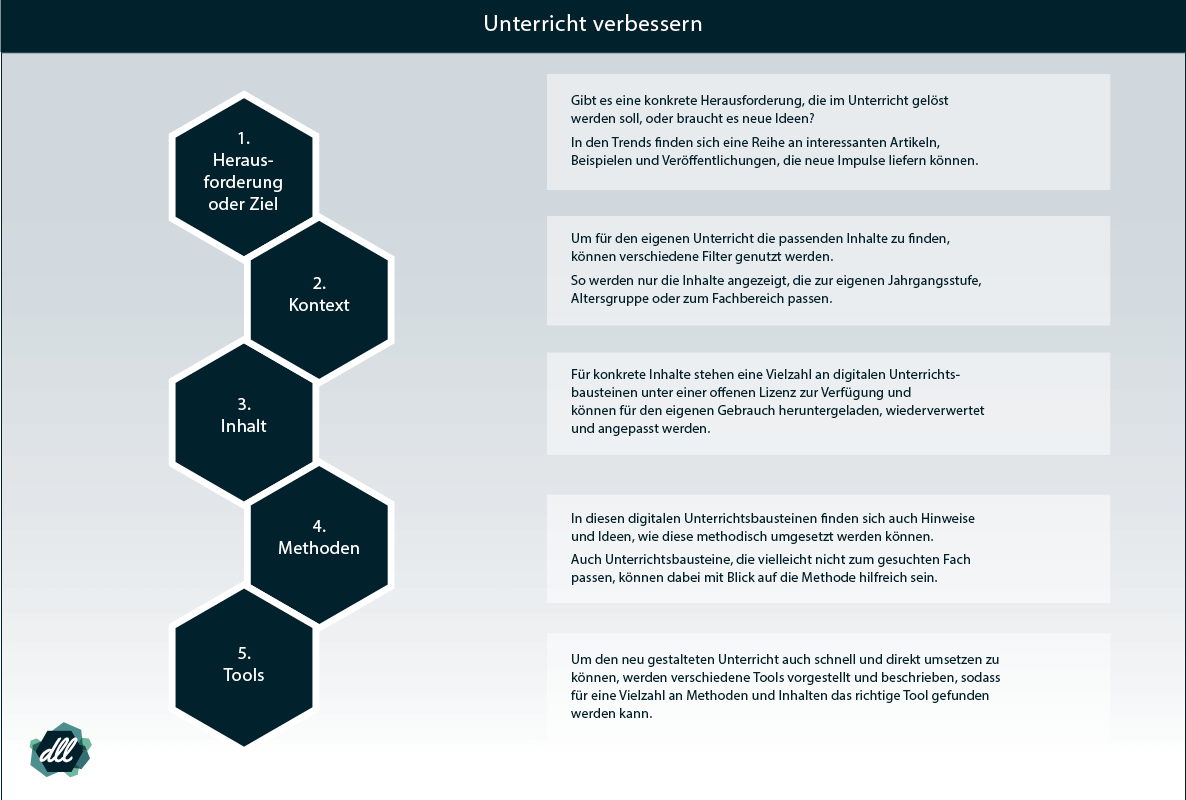 Unterricht verbessern
1.
Heraus-
forderung
oder Ziel
Gibt es eine konkrete Herausforderung, die im Unterricht gelöst
werden soll, oder braucht es neue Ideen?
In den Trends finden sich eine Reihe an interessanten Artikeln,
Beispielen und Veröffentlichungen, die neue Impulse liefern können.
2.
Kontext
Um für den eigenen Unterricht die passenden Inhalte zu finden,
können verschiedene Filter genutzt werden.
So werden nur die Inhalte angezeigt, die zur eigenen Jahrgangsstufe,
Altersgruppe oder zum Fachbereich passen.
3.
Inhalt
Für konkrete Inhalte stehen eine Vielzahl an digitalen Unterrichts-
bausteinen unter einer offenen Lizenz zur Verfügung und
können für den eigenen Gebrauch heruntergeladen, wiederverwertet
und angepasst werden.
4.
Methoden
In diesen digitalen Unterrichtsbausteinen finden sich auch Hinweise
und Ideen, wie diese methodisch umgesetzt werden können.
Auch Unterrichtsbausteine, die vielleicht nicht zum gesuchten Fach
passen, können dabei mit Blick auf die Methode hilfreich sein.
5.
Tools
Um den neu gestalteten Unterricht auch schnell und direkt umsetzen zu
können, werden verschiedene Tools vorgestellt und beschrieben, sodass
für eine Vielzahl an Methoden und Inhalten das richtige Tool gefunden
werden kann.
dll